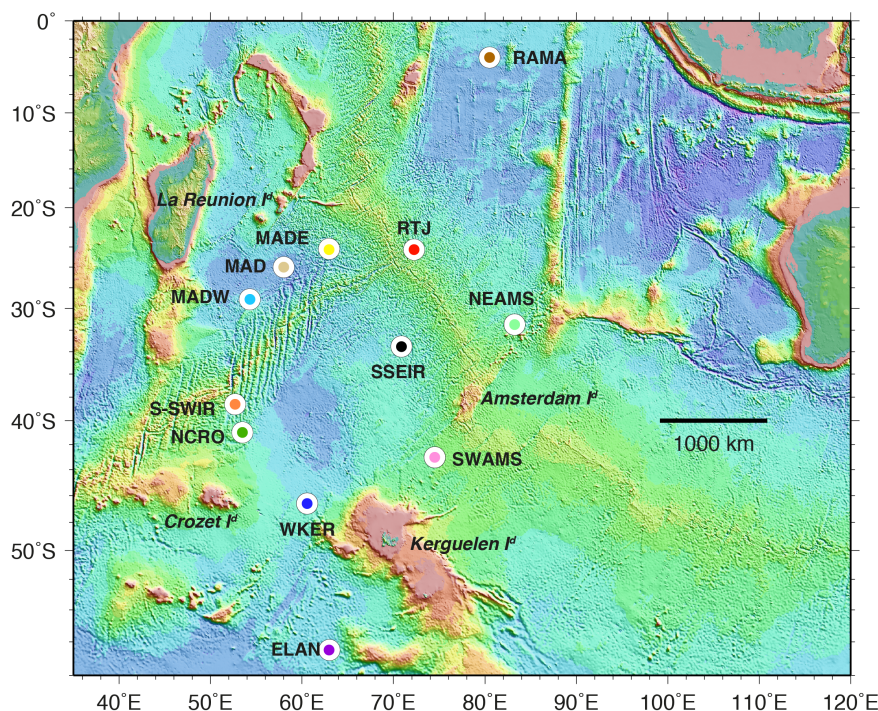 0°
RAMA
10°S
La Reunion Iᵈ
20°S
RTJ
MADE
MAD
MADW
NEAMS
30°S
SSEIR
Amsterdam Iᵈ
S-SWIR
40°S
NCRO
1000 km
SWAMS
Crozet Iᵈ
WKER
Kerguelen Iᵈ
50°S
ELAN
40°E 50°E 60°E 70°E 80°E 90°E 100°E 110°E 120°E